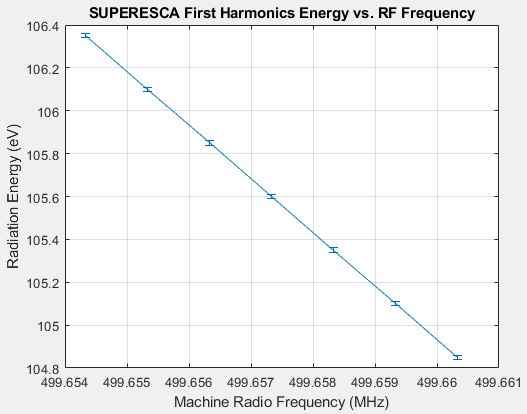 SUPERESCA First Harmonics Energy vs. RF Frequency
106.4
106.2
106
105.8
105.6
105.4
105.2
105
104.8
Radiation Energy (eV)
499.654 499.655 499.656 499.657 499.658 499.659 499.66 499.661
Machine Radio Frequency (MHz)